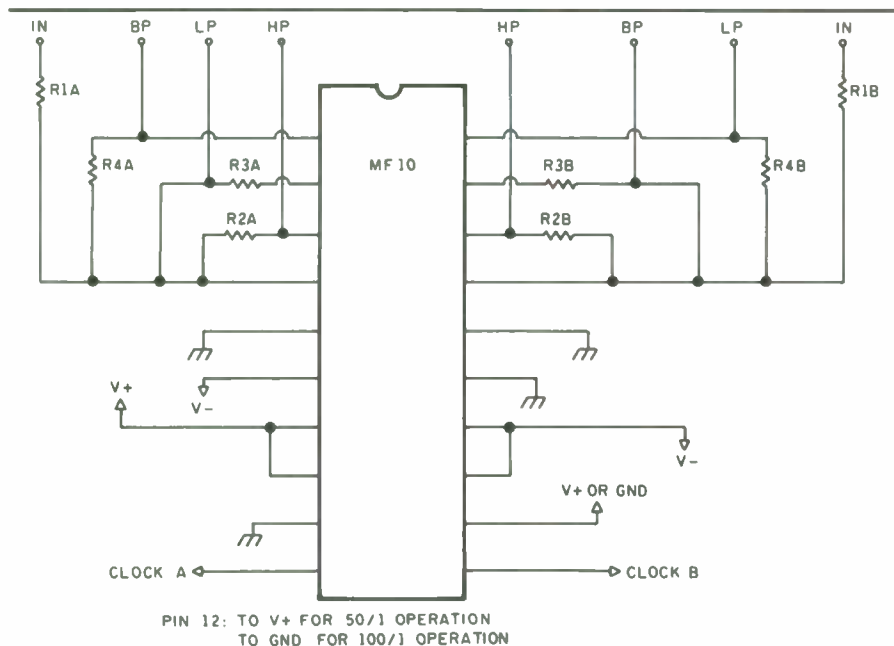 IN BP LP HP HP BP LP IN
R1A R1B
R4A R3A MF10 R3B R4B
R2A R2B
V+ V-
V-
V+ OR GND
CLOCK A CLOCK B
PIN 12: TO V+ FOR 50/1 OPERATION
TO GND FOR 100/1 OPERATION